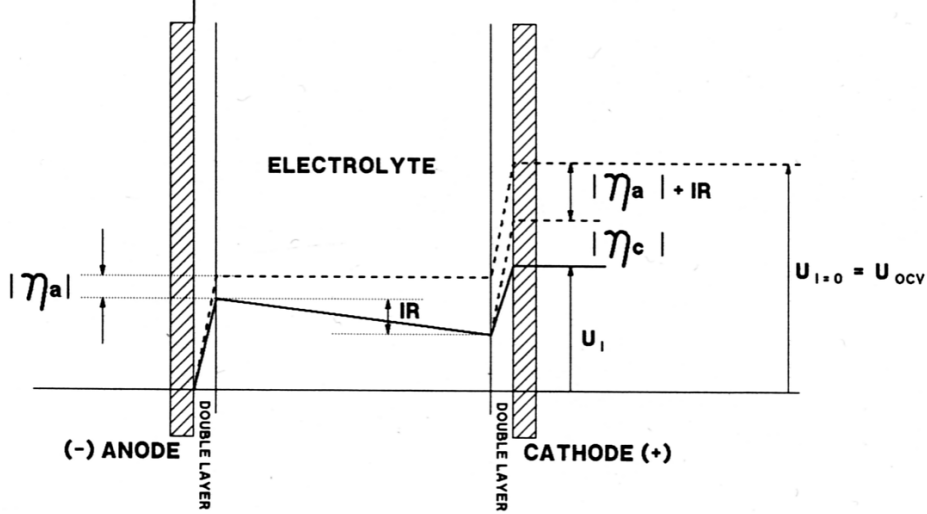 ELECTROLYTE
|ηa| + IR
|ηc|
|ηa|
U I=0 = U OCV
IR
U I
DOUBLE LAYER
DOUBLE LAYER
(-) ANODE
CATHODE (+)